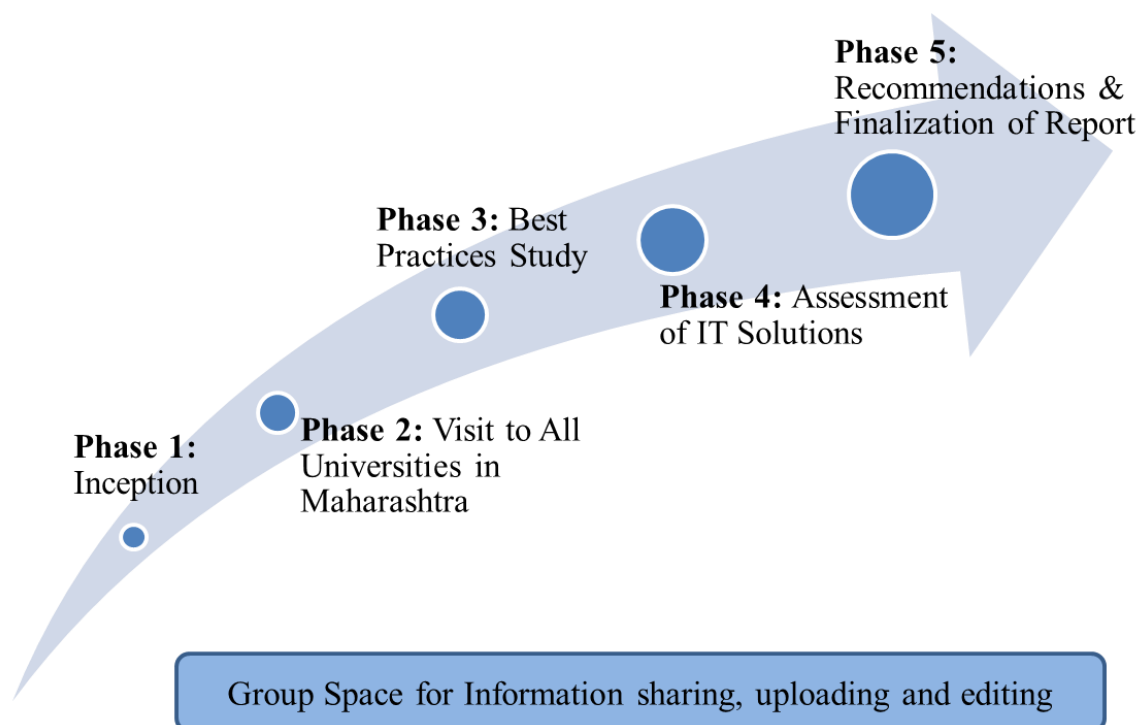 Phase 1:
Inception
Phase 2: Visit to All
Universities in
Maharashtra
Phase 3: Best
Practices Study
Phase 4: Assessment
of IT Solutions
Phase 5:
Recommendations &
Finalization of Report
Group Space for Information sharing, uploading and editing